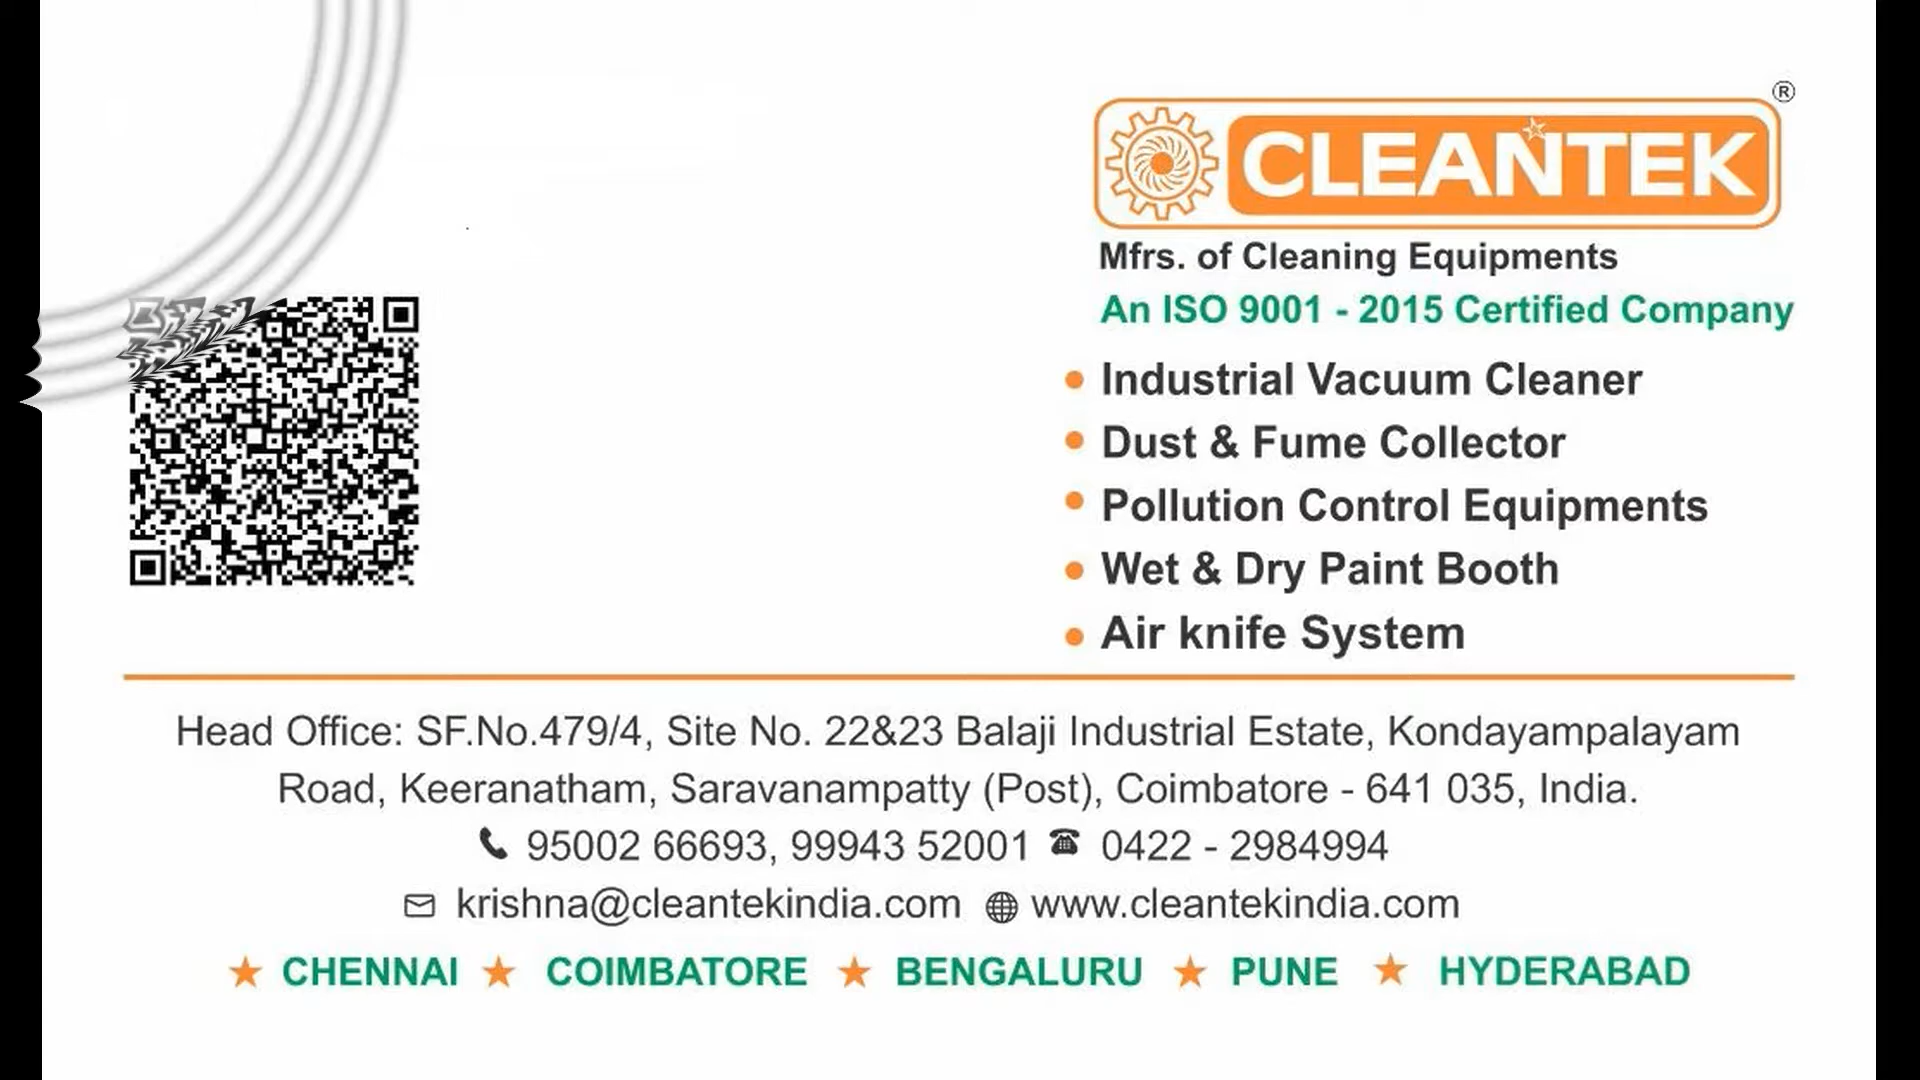 CLEANTEK ®
Mfrs. of Cleaning Equipments
An ISO 9001 - 2015 Certified Company
Industrial Vacuum Cleaner
Dust & Fume Collector
Pollution Control Equipments
Wet & Dry Paint Booth
Air knife System
Head Office: SF.No.479/4, Site No. 22&23 Balaji Industrial Estate, Kondayampalayam
Road, Keeranatham, Saravanampatty (Post), Coimbatore - 641 035, India.
95002 66693, 99943 52001 0422 - 2984994
krishna@cleantekindia.com www.cleantekindia.com
CHENNAI COIMBATORE BENGALURU PUNE HYDERABAD